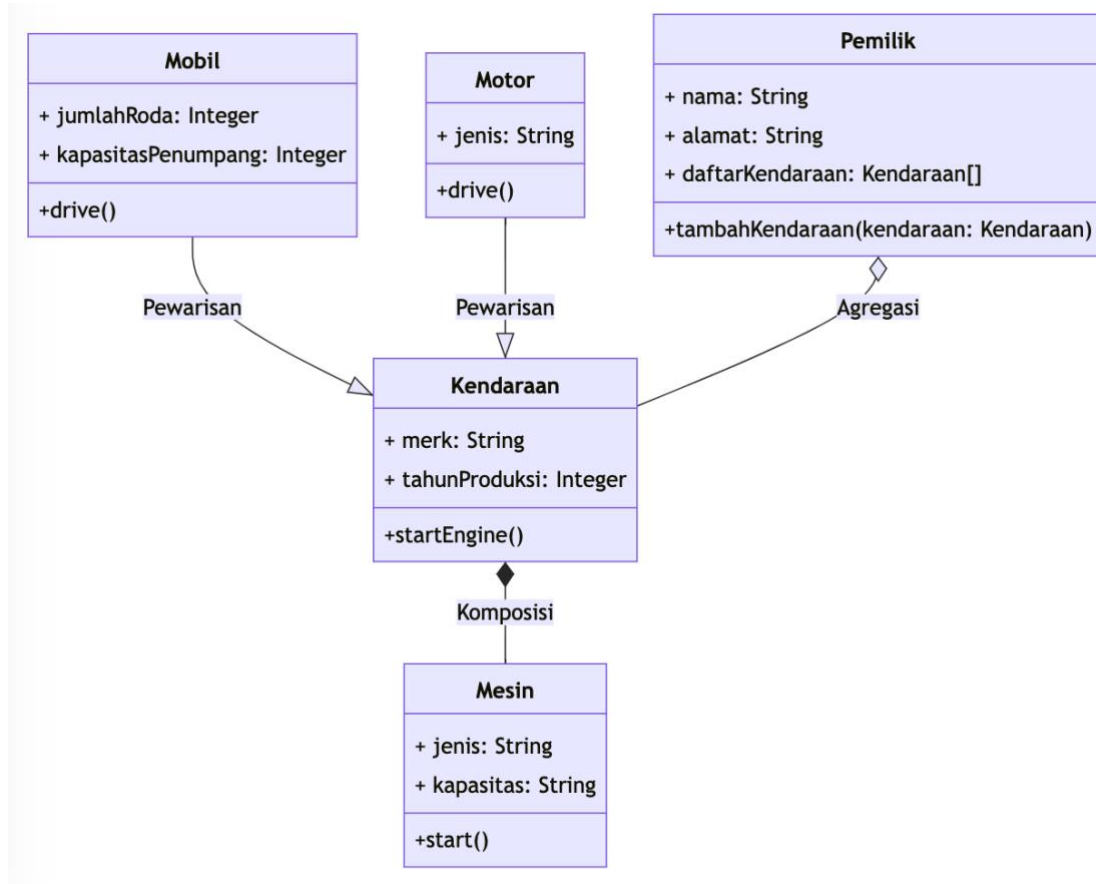 Mobil
+ jumlahRoda: Integer
+ kapasitasPenumpang: Integer
+drive()
Motor
+ jenis: String
+drive()
Pemilik
+ nama: String
+ alamat: String
+ daftarKendaraan: Kendaraan[]
+tambahKendaraan(kendaraan: Kendaraan)
Pewarisan
Pewarisan
Agregasi
Kendaraan
+ merk: String
+ tahunProduksi: Integer
+startEngine()
Komposisi
Mesin
+ jenis: String
+ kapasitas: String
+start()